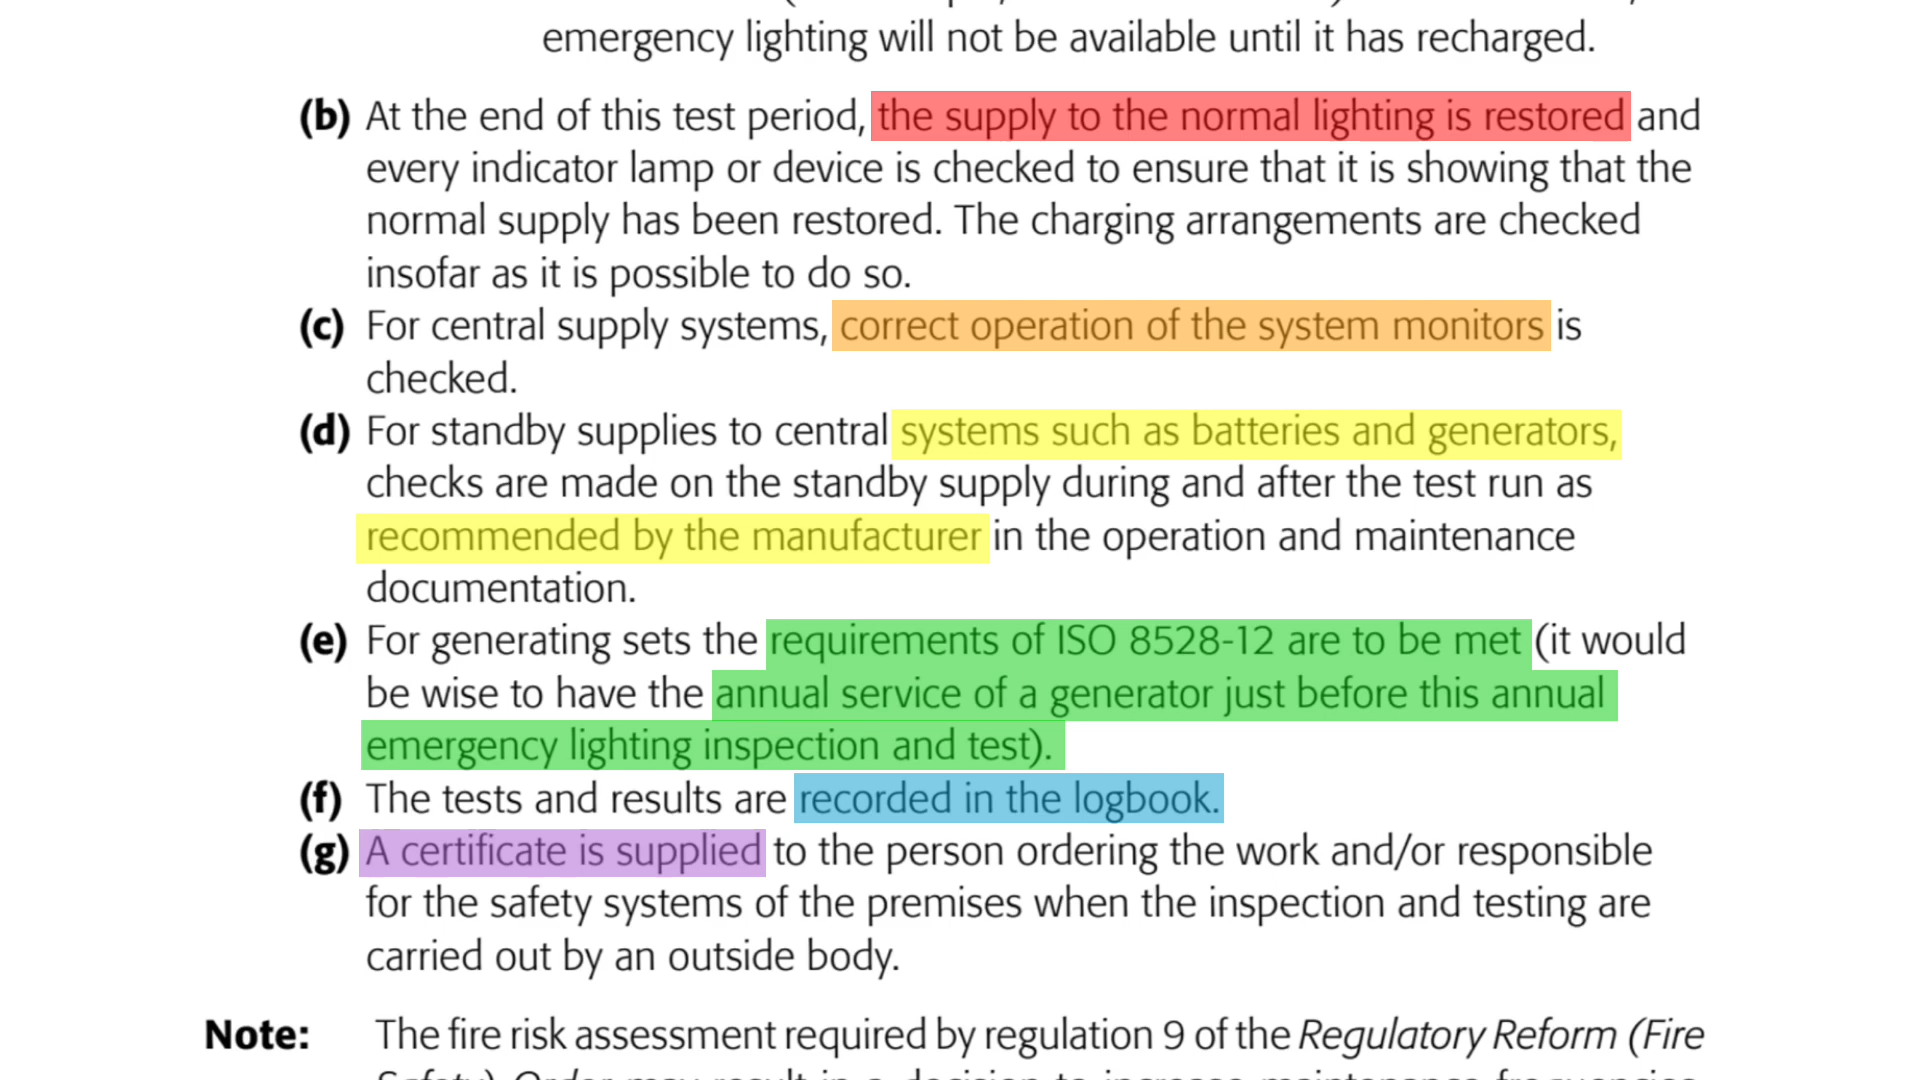 emergency lighting will not be available until it has recharged.
(b) At the end of this test period, the supply to the normal lighting is restored and
every indicator lamp or device is checked to ensure that it is showing that the
normal supply has been restored. The charging arrangements are checked
insofar as it is possible to do so.
(c) For central supply systems, correct operation of the system monitors is
checked.
(d) For standby supplies to central systems such as batteries and generators,
checks are made on the standby supply during and after the test run as
recommended by the manufacturer in the operation and maintenance
documentation.
(e) For generating sets the requirements of ISO 8528-12 are to be met (it would
be wise to have the annual service of a generator just before this annual
emergency lighting inspection and test).
(f) The tests and results are recorded in the logbook.
(g) A certificate is supplied to the person ordering the work and/or responsible
for the safety systems of the premises when the inspection and testing are
carried out by an outside body.
Note: The fire risk assessment required by regulation 9 of the Regulatory Reform (Fire
Safety) Order may result in a decision to increase maintenance frequencies